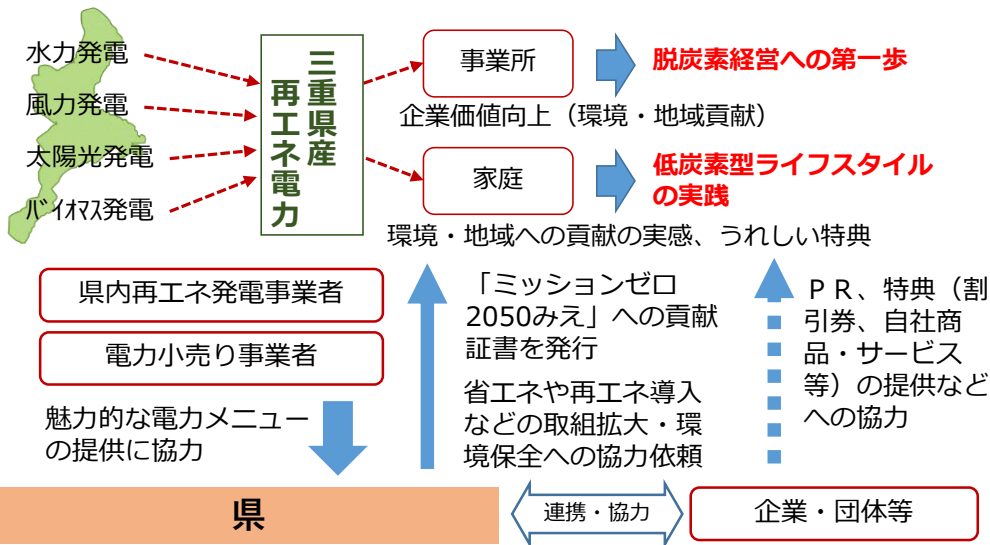 水力発電
風力発電
太陽光発電
バイオマス発電
三重県産
再エネ電力
事業所
脱炭素経営への第一歩
企業価値向上（環境・地域貢献）
家庭
低炭素型ライフスタイル
の実践
環境・地域への貢献の実感、うれしい特典
県内再エネ発電事業者
電力小売り事業者
魅力的な電力メニュー
の提供に協力
「ミッションゼロ
2050みえ」への貢献
証書を発行
省エネや再エネ導入
などの取組拡大・環
境保全への協力依頼
ＰＲ、特典（割
引券、自社商
品・サービス
等）の提供など
への協力
県
連携・協力
企業・団体等